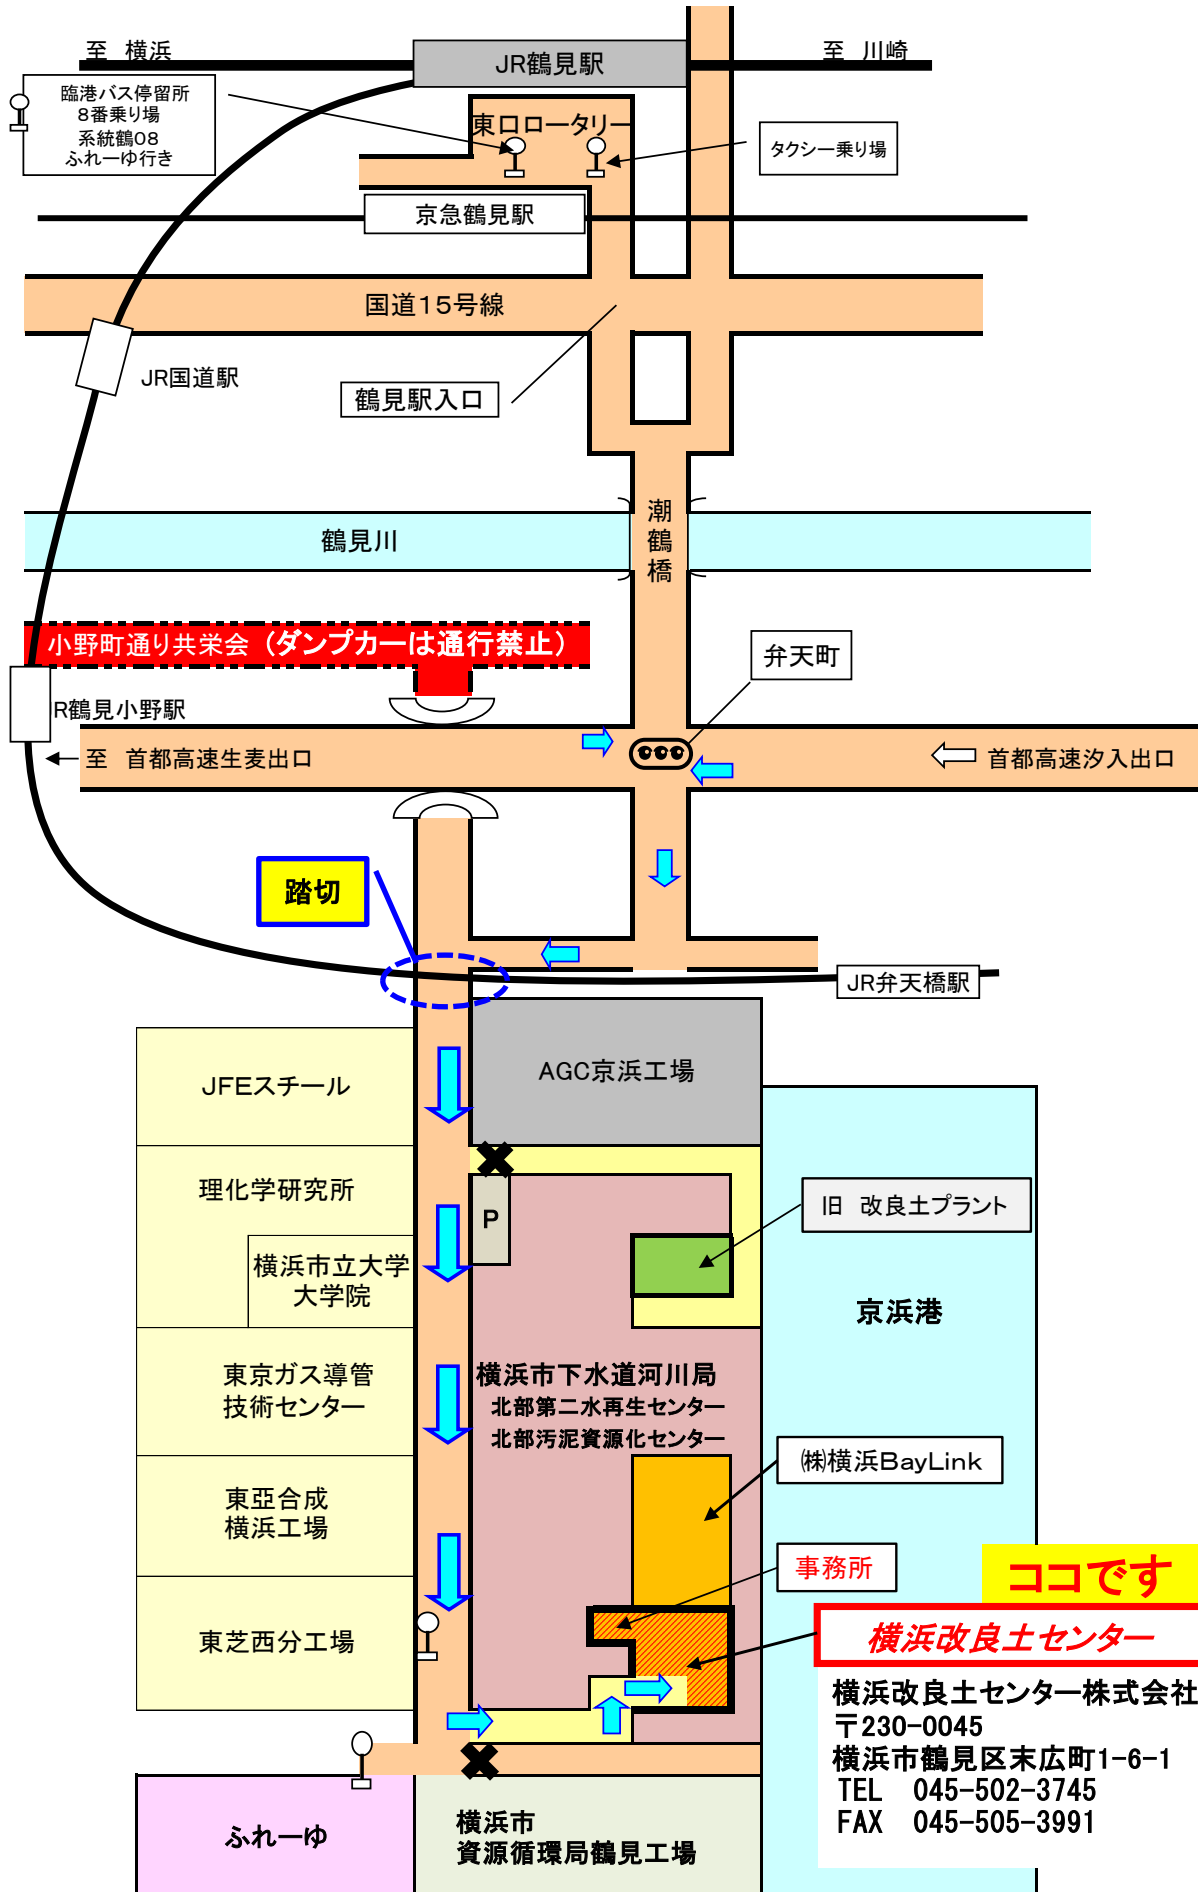 至　横浜
JR鶴見駅
至　川崎
臨港バス停留所
8番乗り場
系統鶴08
ふれーゆ行き
東口ロータリー
タクシー乗り場
京急鶴見駅
国道15号線
JR国道駅
鶴見駅入口
潮鶴橋
鶴見川
小野町通り共栄会（ダンプカーは通行禁止）
弁天町
R鶴見小野駅
至　首都高速生麦出口
首都高速汐入出口
踏切
JR弁天橋駅
JFEスチール
AGC京浜工場
理化学研究所
P
旧　改良土プラント
横浜市立大学
大学院
京浜港
東京ガス導管
技術センター
横浜市下水道河川局
北部第二水再生センター
北部汚泥資源化センター
㈱横浜BayLink
東亞合成
横浜工場
事務所
ココです
東芝西分工場
横浜改良土センター
横浜改良土センター株式会社
〒230-0045
横浜市鶴見区末広町1-6-1
TEL　045-502-3745
FAX　045-505-3991
ふれーゆ
横浜市
資源循環局鶴見工場